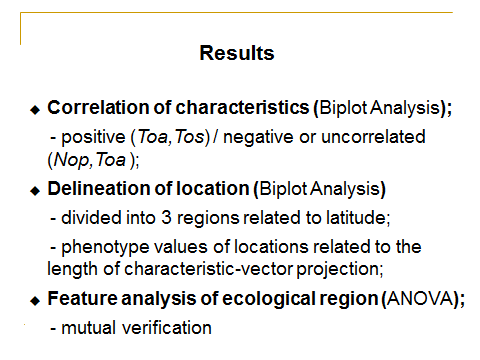 Results
◆ Correlation of characteristics (Biplot Analysis);
- positive (Toa,Tos) / negative or uncorrelated
(Nop,Toa );
◆ Delineation of location (Biplot Analysis)
- divided into 3 regions related to latitude;
- phenotype values of locations related to the
length of characteristic-vector projection;
◆ Feature analysis of ecological region (ANOVA);
- mutual verification